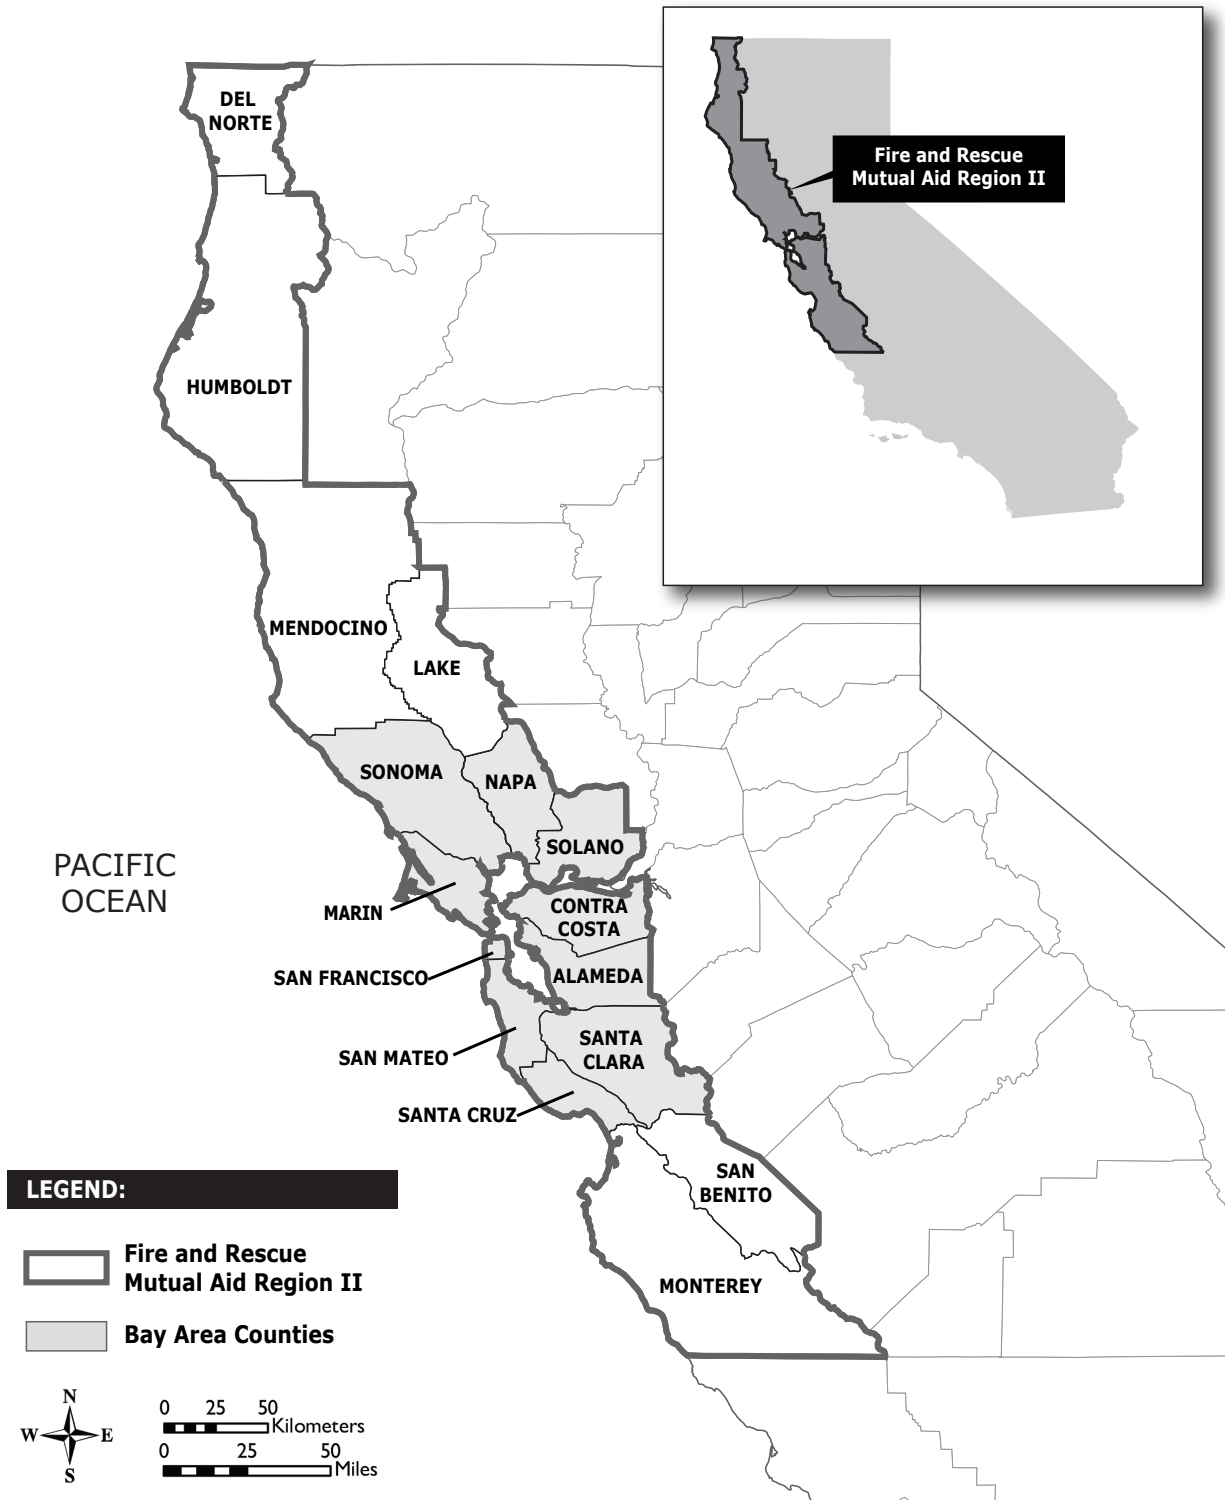 Fire and Rescue
Mutual Aid Region II
DEL
NORTE
HUMBOLDT
MENDOCINO
LAKE
SONOMA
NAPA
SOLANO
PACIFIC
OCEAN
MARIN
CONTRA
COSTA
SAN FRANCISCO
ALAMEDA
SAN MATEO
SANTA
CLARA
SANTA CRUZ
SAN
BENITO
MONTEREY
LEGEND:
Fire and Rescue
Mutual Aid Region II
Bay Area Counties
N
W E
S
0 25 50
Kilometers
0 25 50
Miles